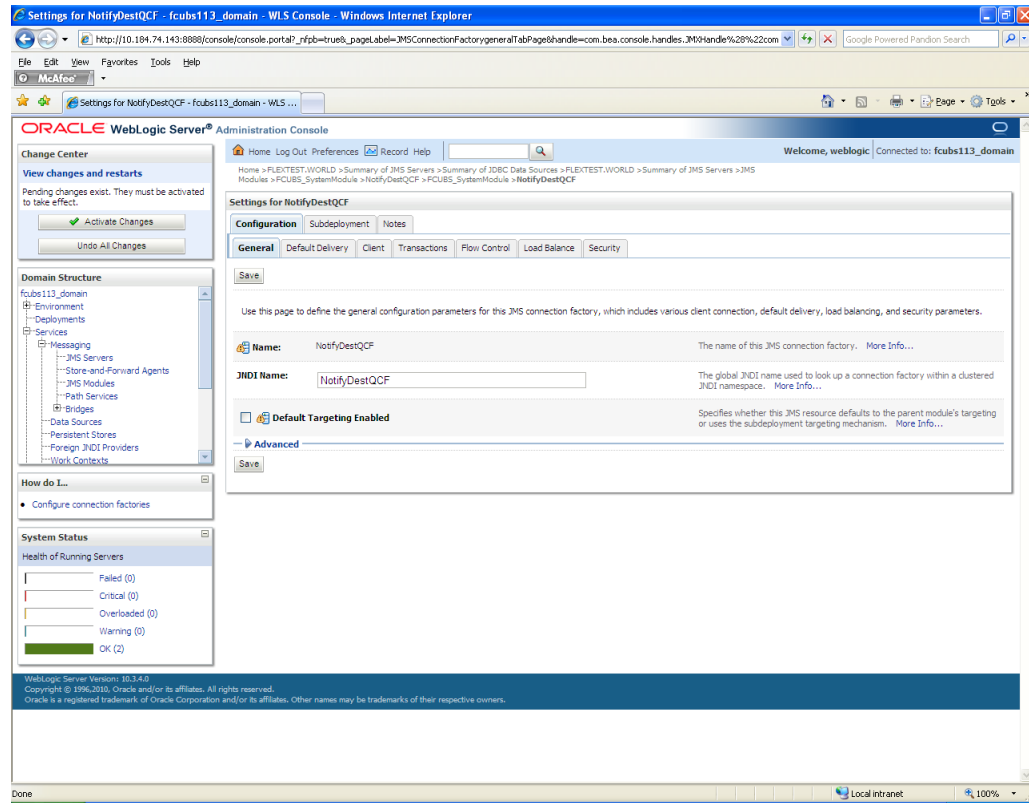 Settings for NotifyDestQCF - fcubs113_domain - WLS Console - Windows Internet Explorer
http://10.184.74.143:8888/console/console.portal?_nfpb=true&_pageLabel=JMSConnectionFactorygeneralTabPage&handle=com.bea.console.handles.JMXHandle%28%22com
Google Powered Pandion Search
File Edit View Favorites Tools Help
McAfee
Settings for NotifyDestQCF - fcubs113_domain - WLS ...
Page Tools
ORACLE WebLogic Server® Administration Console
Change Center
View changes and restarts
Pending changes exist. They must be activated
to take effect.
Activate Changes
Undo All Changes
Domain Structure
fcubs113_domain
Environment
Deployments
Services
Messaging
JMS Servers
Store-and-Forward Agents
JMS Modules
Path Services
Bridges
Data Sources
Persistent Stores
Foreign JNDI Providers
Work Contexts
How do I...
Configure connection factories
System Status
Health of Running Servers
Failed (0)
Critical (0)
Overloaded (0)
Warning (0)
OK (2)
Home Log Out Preferences Record Help
Welcome, weblogic Connected to: fcubs113_domain
Home >FLEXTEST.WORLD >Summary of JMS Servers >Summary of JDBC Data Sources >FLEXTEST.WORLD >Summary of JMS Servers >JMS
Modules >FCUBS_SystemModule >NotifyDestQCF >FCUBS_SystemModule >NotifyDestQCF
Settings for NotifyDestQCF
Configuration Subdeployment Notes
General Default Delivery Client Transactions Flow Control Load Balance Security
Save
Use this page to define the general configuration parameters for this JMS connection factory, which includes various client connection, default delivery, load balancing, and security parameters.
Name: NotifyDestQCF The name of this JMS connection factory. More Info...
JNDI Name: NotifyDestQCF The global JNDI name used to look up a connection factory within a clustered
JNDI namespace. More Info...
Default Targeting Enabled Specifies whether this JMS resource defaults to the parent module's targeting
or uses the subdeployment targeting mechanism. More Info...
Advanced
Save
WebLogic Server Version: 10.3.4.0
Copyright © 1996,2010, Oracle and/or its affiliates. All rights reserved.
Oracle is a registered trademark of Oracle Corporation and/or its affiliates. Other names may be trademarks of their respective owners.
Done Local intranet 100%